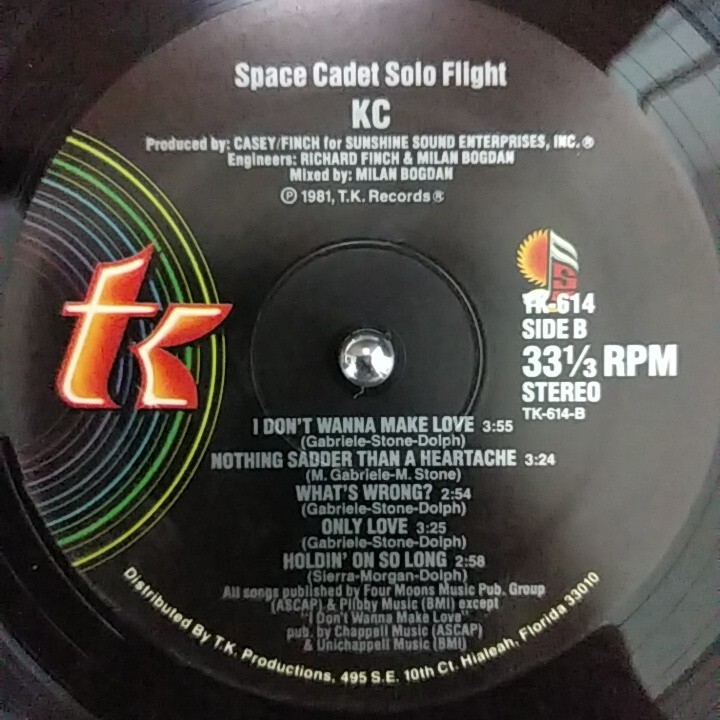 Space Cadet Solo Flight
KC
Produced by: CASEY/FINCH for SUNSHINE SOUND ENTERPRISES, INC.®
Engineers: RICHARD FINCH & MILAN BOGDAN
Mixed by: MILAN BOGDAN
℗ 1981, T.K. Records®
tk
S
TK-614
SIDE B
33⅓ RPM
STEREO
TK-614-B
I DON'T WANNA MAKE LOVE 3:55
(Gabriele-Stone-Dolph)
NOTHING SADDER THAN A HEARTACHE 3:24
(M. Gabriele-M. Stone)
WHAT'S WRONG? 2:54
(Gabriele-Stone-Dolph)
ONLY LOVE 3:25
(Gabriele-Stone-Dolph)
HOLDIN' ON SO LONG 2:58
(Sierra-Morgan-Dolph)
All songs published by Four Moons Music Pub. Group
(ASCAP) & Plibby Music (BMI) except
"I Don't Wanna Make Love"
pub. by Chappell Music (ASCAP)
& Unichappell Music (BMI)
Distributed By T.K. Productions, 495 S.E. 10th Ct. Hialeah, Florida 33010